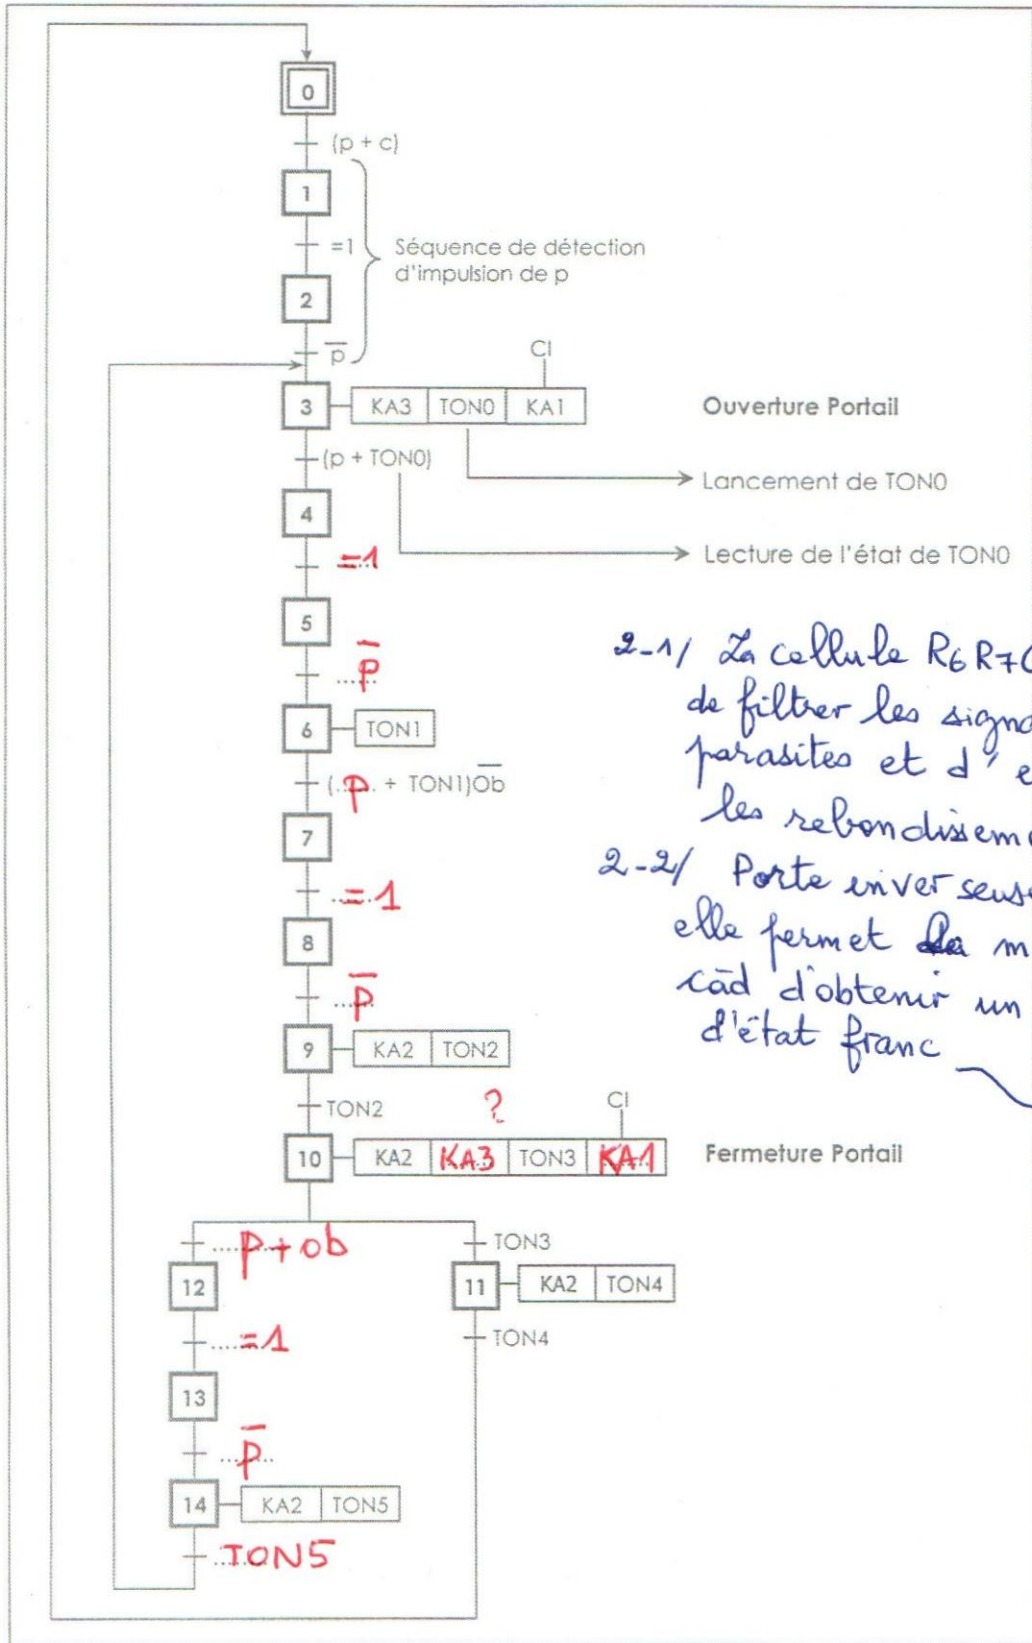 0
(p + c)
1
=1
Séquence de détection
d'impulsion de p
2
p̅
CI
3 KA3 TON0 KA1 Ouverture Portail
(p + TON0)
Lancement de TON0
4
=1
Lecture de l'état de TON0
5
p̅
6 TON1
(p + TON1)O̅b̅
7
=1
8
p̅
9 KA2 TON2
TON2 ? CI
10 KA2 KA3 TON3 KA1 Fermeture Portail
p+ob TON3
12 11 KA2 TON4
=1 TON4
13
p̅
14 KA2 TON5
TON5
2-1/ La cellule R6 R7
de filtrer les
parasites et d'
les
2-2/ Porte
elle permet
càd d'obtenir un
d'état franc